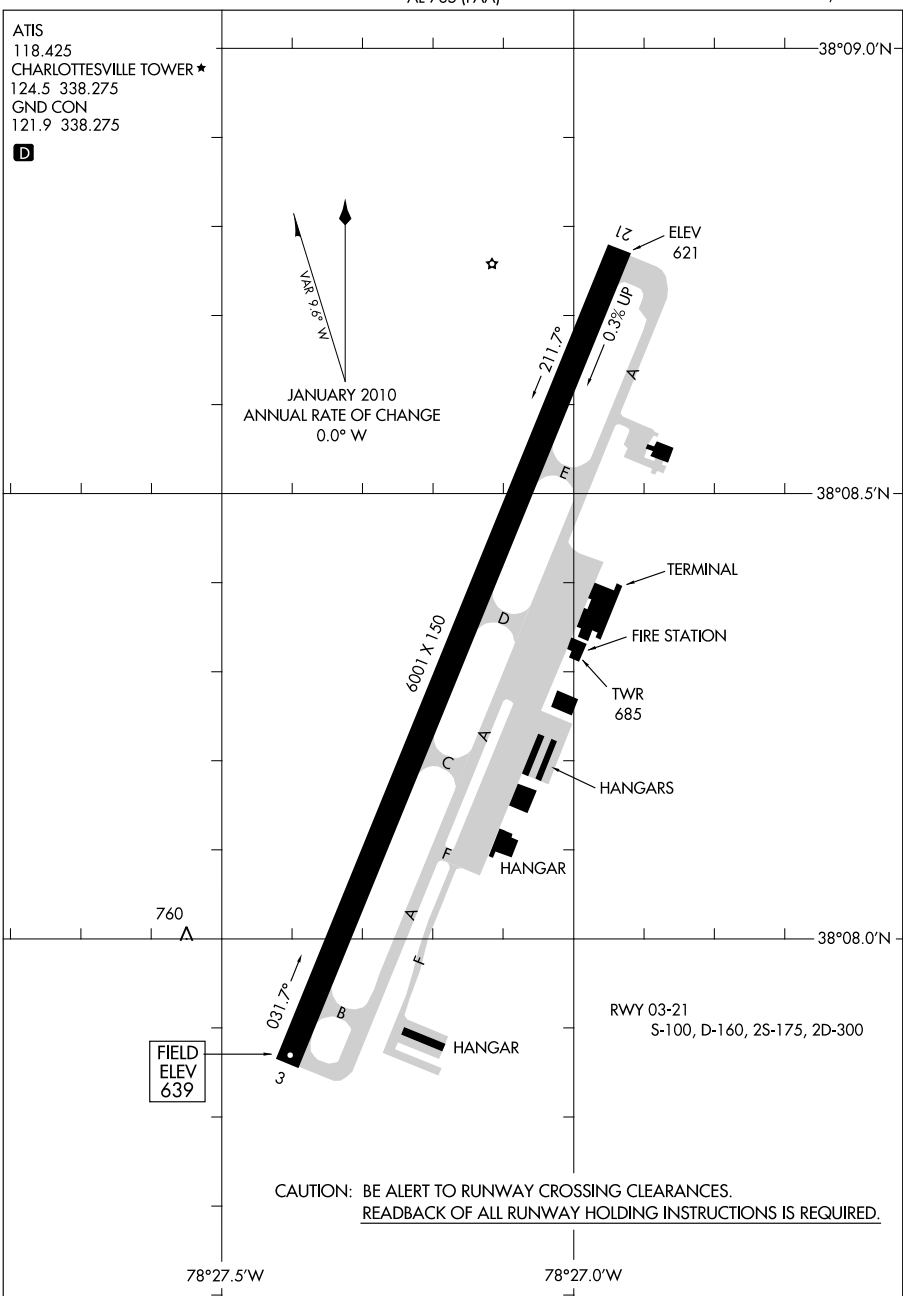 ATIS
118.425
CHARLOTTESVILLE TOWER ★
124.5 338.275
GND CON
121.9 338.275
D
38°09.0'N
VAR 9.6° W
JANUARY 2010
ANNUAL RATE OF CHANGE
0.0° W
21
ELEV
621
211.7°
0.3% UP
A
E
38°08.5'N
TERMINAL
D
FIRE STATION
6001 X 150
TWR
685
A
C
HANGARS
F
HANGAR
760
A
38°08.0'N
F
031.7°
B
RWY 03-21
S-100, D-160, 2S-175, 2D-300
HANGAR
FIELD
ELEV
639
3
CAUTION: BE ALERT TO RUNWAY CROSSING CLEARANCES.
READBACK OF ALL RUNWAY HOLDING INSTRUCTIONS IS REQUIRED.
78°27.5'W
78°27.0'W